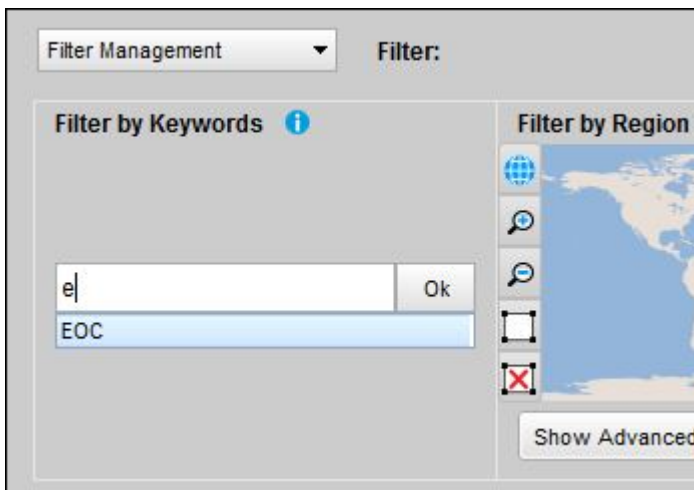 Filter Management Filter:
Filter by Keywords
Filter by Region
e
Ok
EOC
Show Advanced